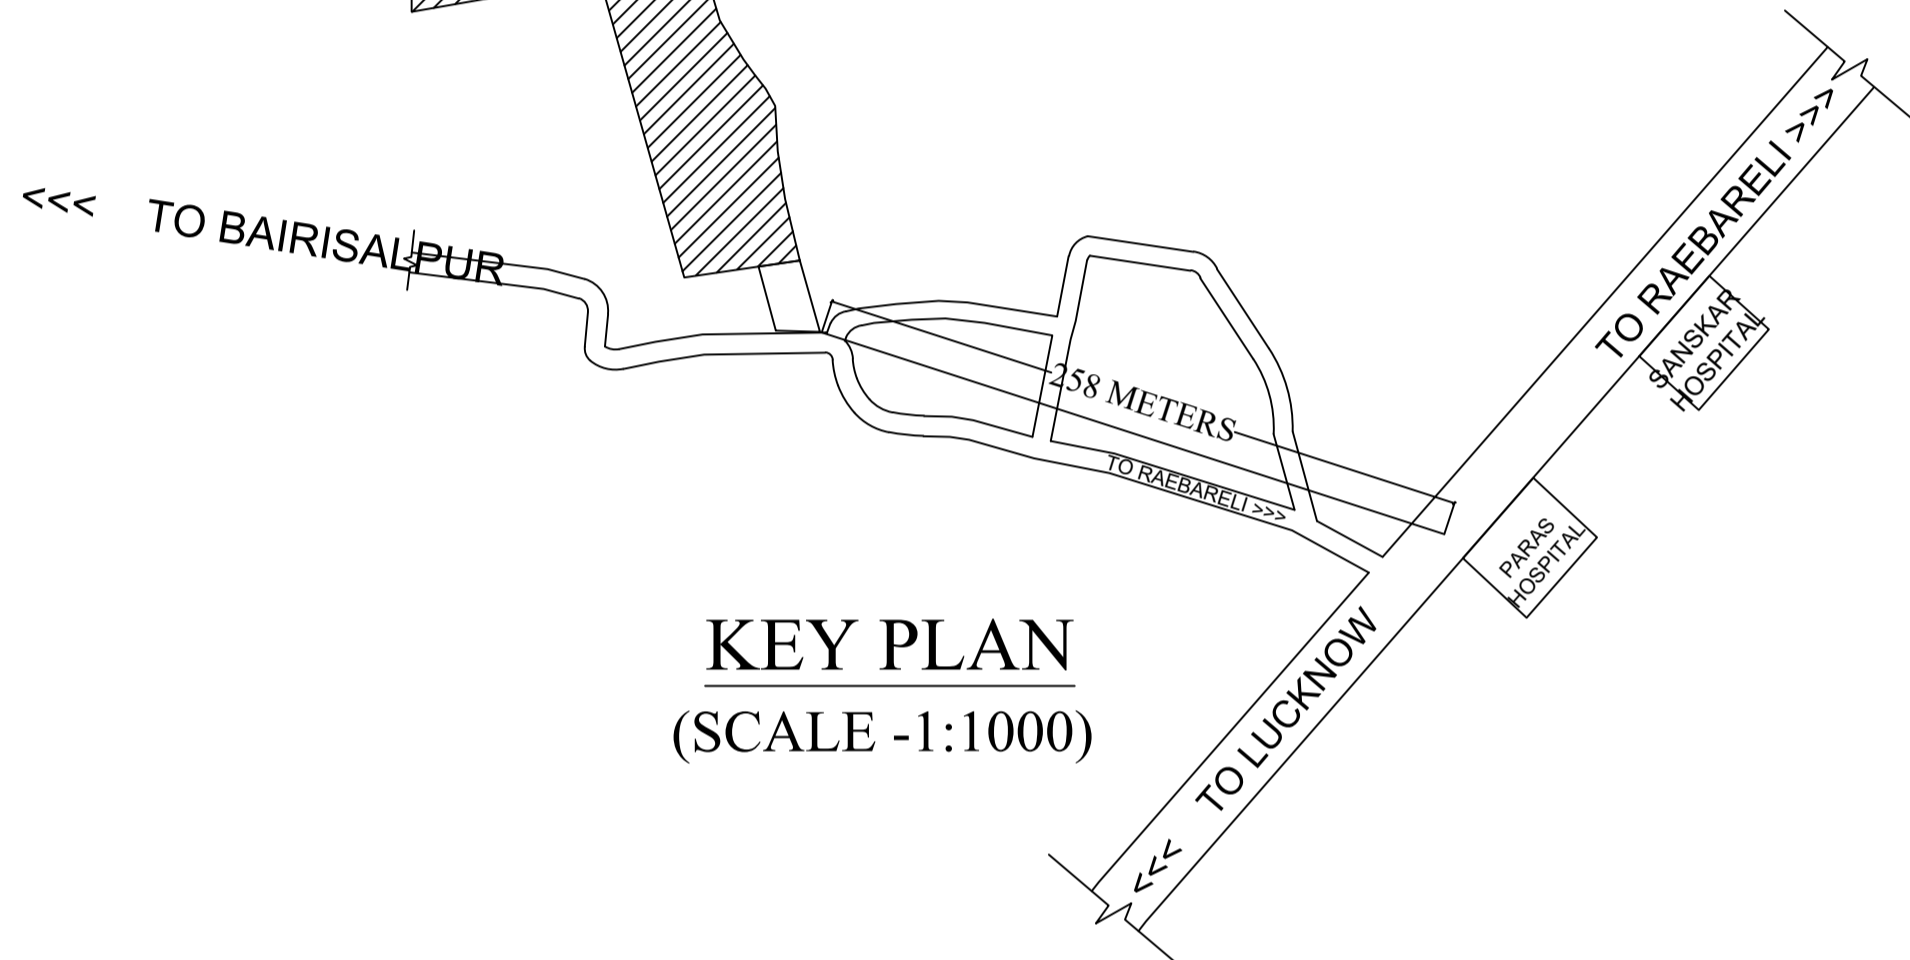 <<< TO BAIRISALPUR
TO RAEBARELI >>>
SANSKAR
HOSPITAL
258 METERS
TO RAEBARELI >>>
PARAS
HOSPITAL
KEY PLAN
(SCALE -1:1000)
<<< TO LUCKNOW